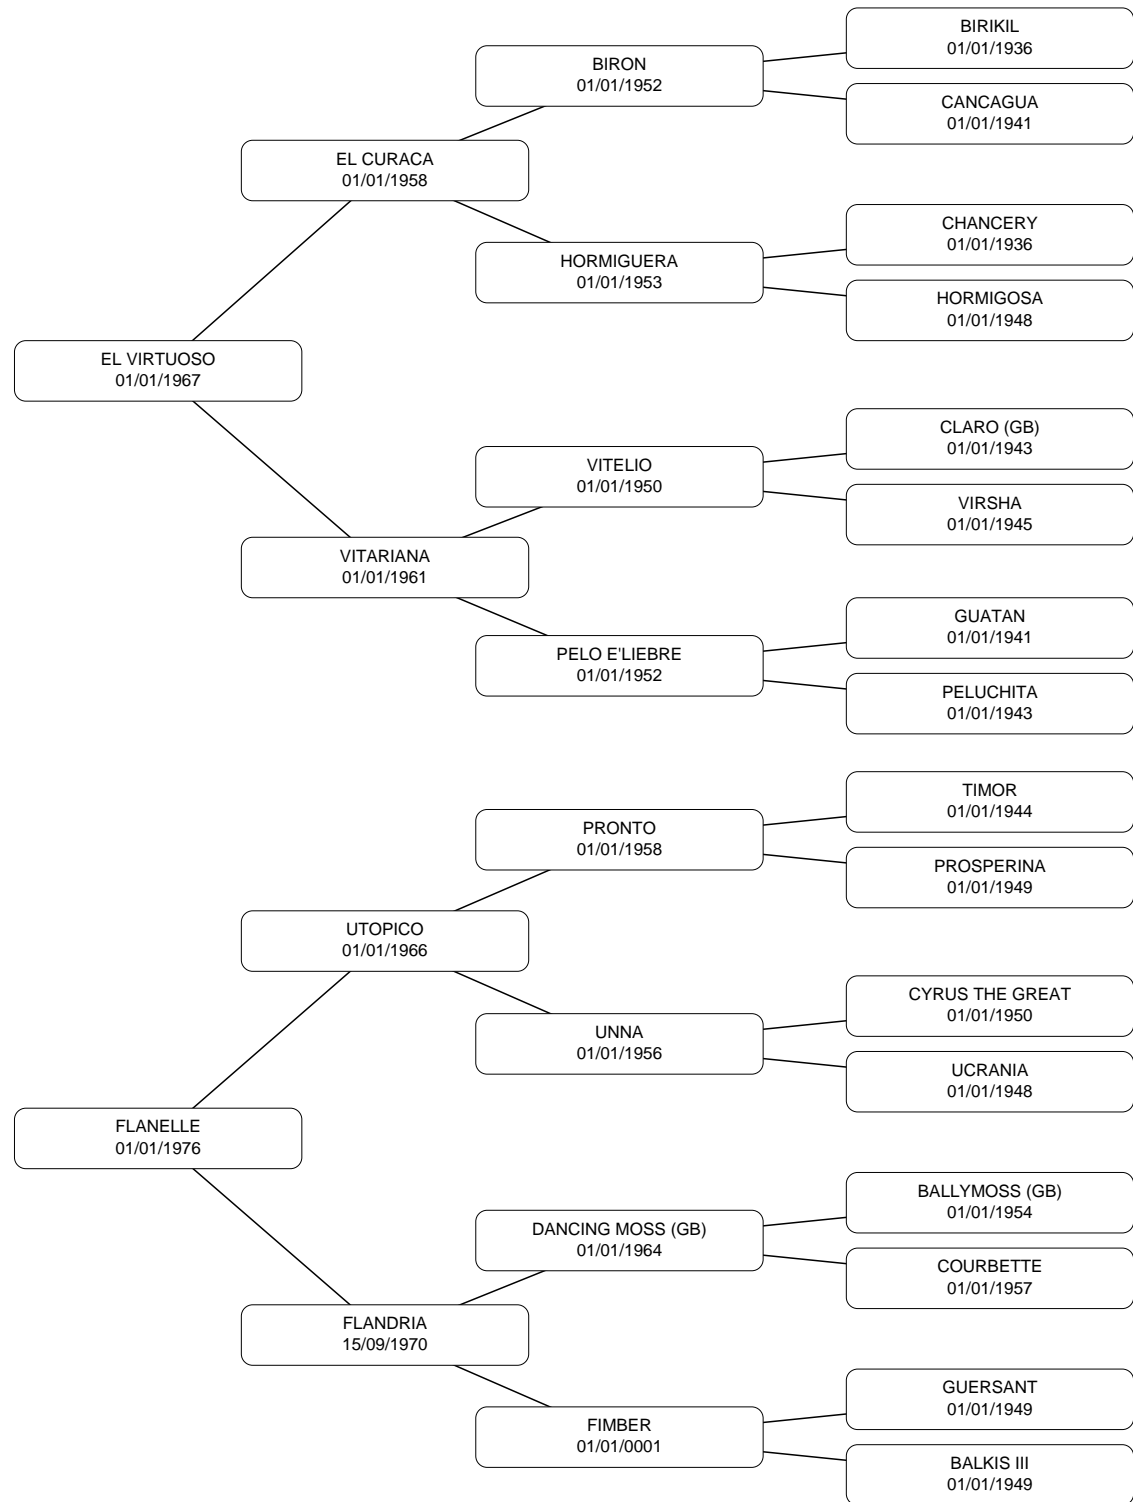 BIRIKIL
01/01/1936
BIRON
01/01/1952
CANCAGUA
01/01/1941
EL CURACA
01/01/1958
CHANCERY
01/01/1936
HORMIGUERA
01/01/1953
HORMIGOSA
01/01/1948
EL VIRTUOSO
01/01/1967
CLARO (GB)
01/01/1943
VITELIO
01/01/1950
VIRSHA
01/01/1945
VITARIANA
01/01/1961
GUATAN
01/01/1941
PELO E'LIEBRE
01/01/1952
PELUCHITA
01/01/1943
TIMOR
01/01/1944
PRONTO
01/01/1958
PROSPERINA
01/01/1949
UTOPICO
01/01/1966
CYRUS THE GREAT
01/01/1950
UNNA
01/01/1956
UCRANIA
01/01/1948
FLANELLE
01/01/1976
BALLYMOSS (GB)
01/01/1954
DANCING MOSS (GB)
01/01/1964
COURBETTE
01/01/1957
FLANDRIA
15/09/1970
GUERSANT
01/01/1949
FIMBER
01/01/0001
BALKIS III
01/01/1949